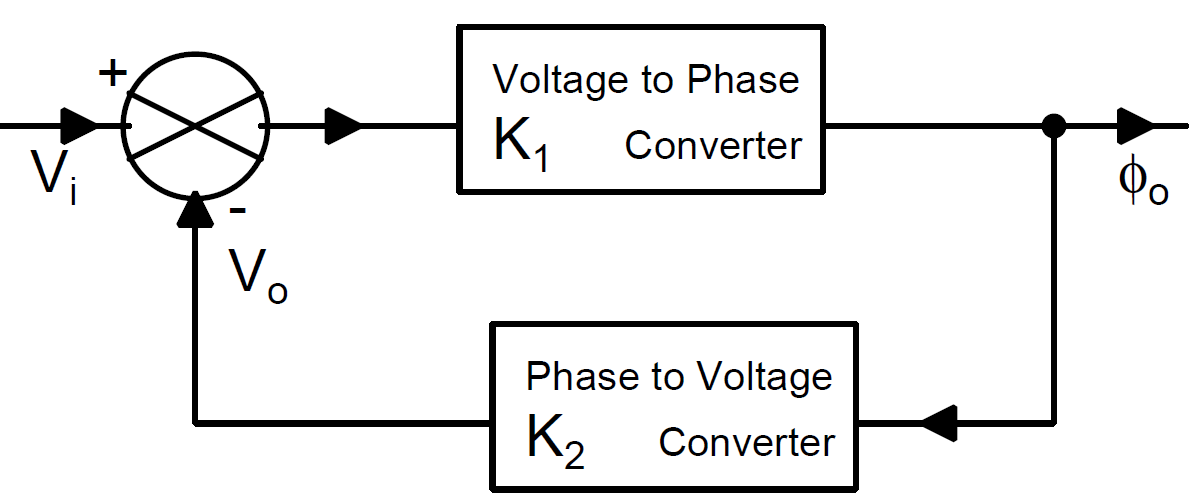 +
Voltage to Phase
K₁ Converter
Vᵢ
-
Vₒ
ϕₒ
Phase to Voltage
K₂ Converter